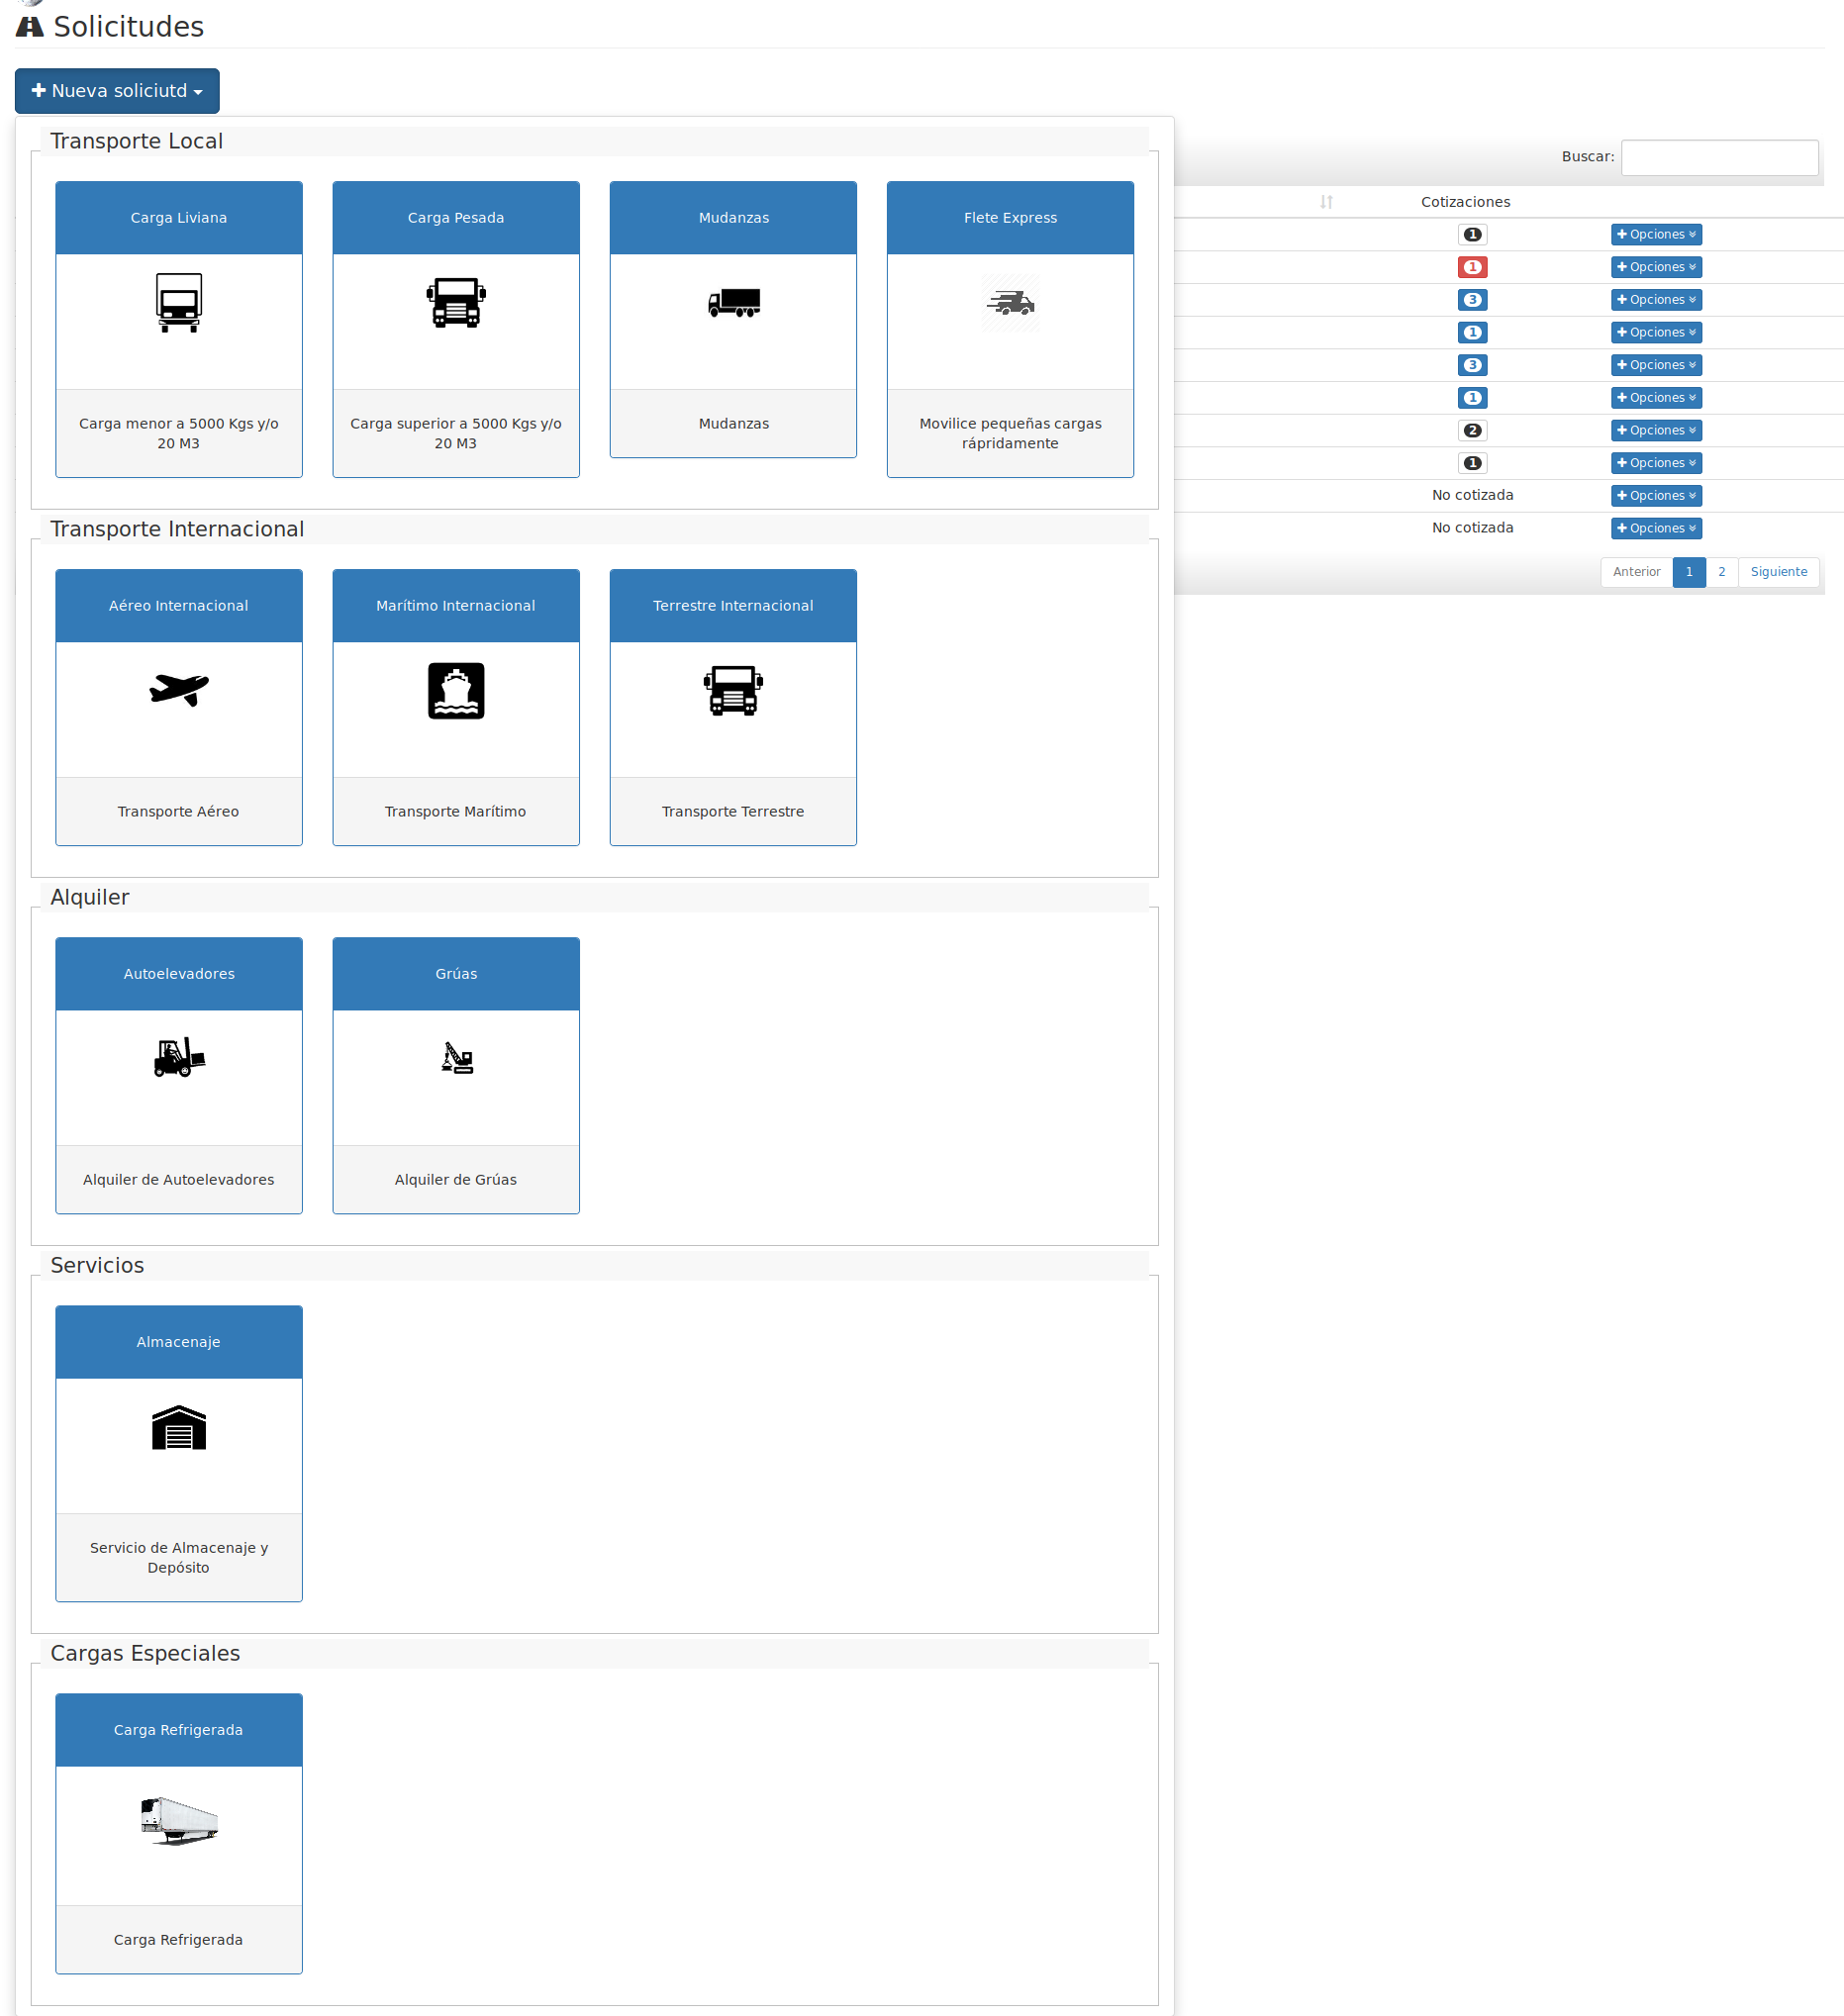 Solicitudes
Nueva soliciutd
Transporte Local
Carga Liviana
Carga menor a 5000 Kgs y/o
20 M3
Carga Pesada
Carga superior a 5000 Kgs y/o
20 M3
Mudanzas
Mudanzas
Flete Express
Movilice pequeñas cargas
rápridamente
Transporte Internacional
Aéreo Internacional
Transporte Aéreo
Marítimo Internacional
Transporte Marítimo
Terrestre Internacional
Transporte Terrestre
Alquiler
Autoelevadores
Alquiler de Autoelevadores
Grúas
Alquiler de Grúas
Servicios
Almacenaje
Servicio de Almacenaje y
Depósito
Cargas Especiales
Carga Refrigerada
Carga Refrigerada
Buscar:
Cotizaciones
1 Opciones
1 Opciones
3 Opciones
1 Opciones
3 Opciones
1 Opciones
2 Opciones
1 Opciones
No cotizada Opciones
No cotizada Opciones
Anterior 1 2 Siguiente